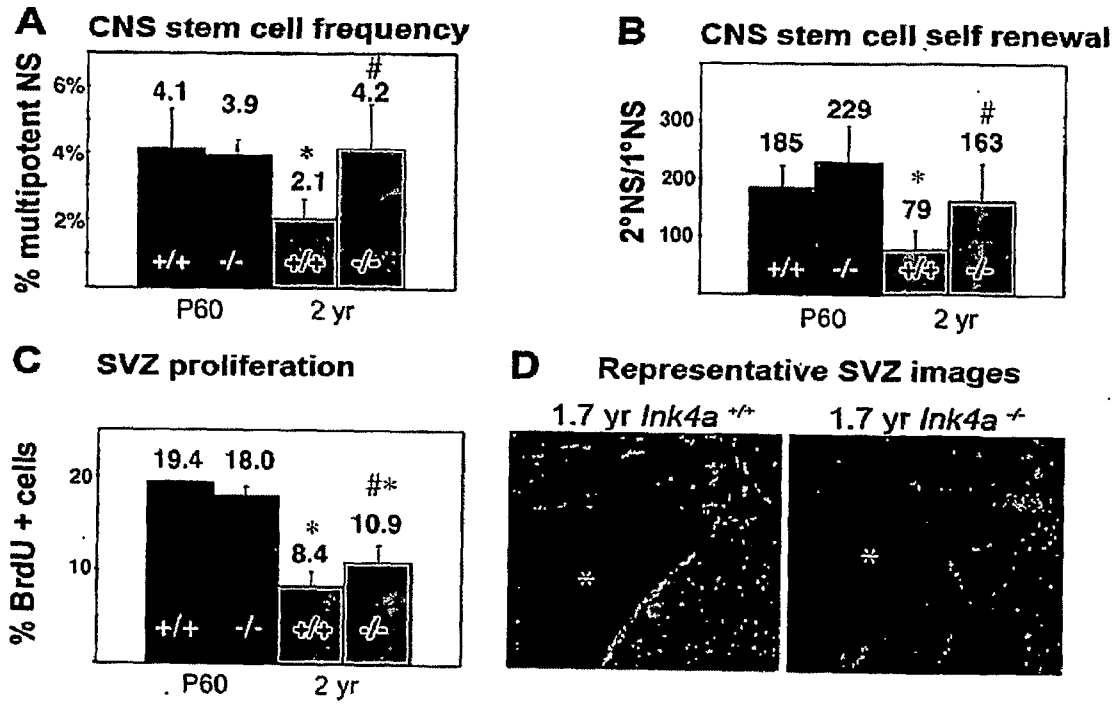 A CNS stem cell frequency
% multipotent NS
6%
4%
2%
4.1
3.9
*
2.1
#
4.2
+/+ -/- +/+ -/-
P60 2 yr
B CNS stem cell self renewal
2°NS/1°NS
300
200
100
185
229
*
79
#
163
+/+ -/- +/+ -/-
P60 2 yr
C SVZ proliferation
% BrdU + cells
20
10
19.4
18.0
*
8.4
#*
10.9
+/+ -/- +/+ -/-
P60 2 yr
D Representative SVZ images
1.7 yr Ink4a +/+ 1.7 yr Ink4a -/-
*
*